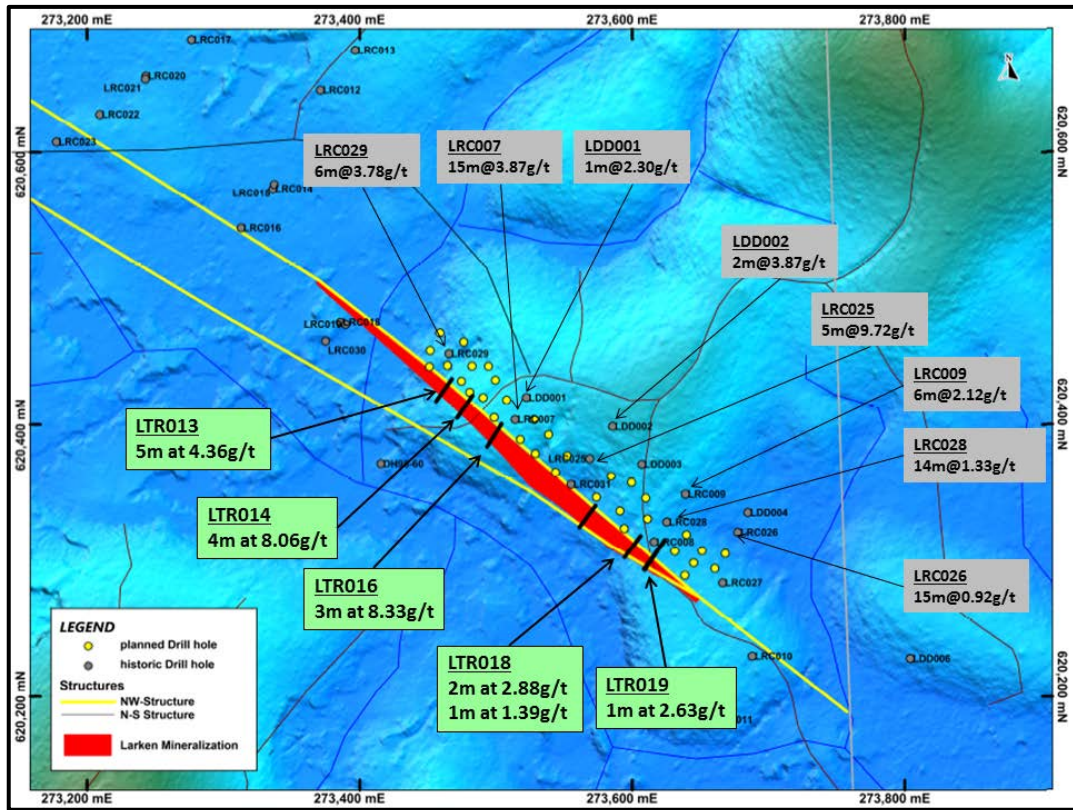 273,200 mE
273,400 mE
273,600 mE
273,800 mE
LRC017
LRC013
N
LRC020
LRC021
LRC012
LRC022
LRC023
620,600 mN
620,600 mN
LRC029
6m@3.78g/t
LRC007
15m@3.87g/t
LDD001
1m@2.30g/t
LRC014
LRC016
LDD002
2m@3.87g/t
LRC025
5m@9.72g/t
LRC018
LRC030
LRC029
LRC009
6m@2.12g/t
LDD001
LRC007
LDD002
620,400 mN
620,400 mN
LTR013
5m at 4.36g/t
LRC028
14m@1.33g/t
LRC025
LDD003
LRC031
LRC009
LDD004
LRC028
LRC026
LRC008
LTR014
4m at 8.06g/t
LRC026
15m@0.92g/t
LTR016
3m at 8.33g/t
LRC027
LEGEND
planned Drill hole
historic Drill hole
Structures
NW-Structure
N-S Structure
Larken Mineralization
LTR018
2m at 2.88g/t
1m at 1.39g/t
LTR019
1m at 2.63g/t
LRC010
LDD006
620,200 mN
620,200 mN
273,200 mE
273,400 mE
273,600 mE
273,800 mE